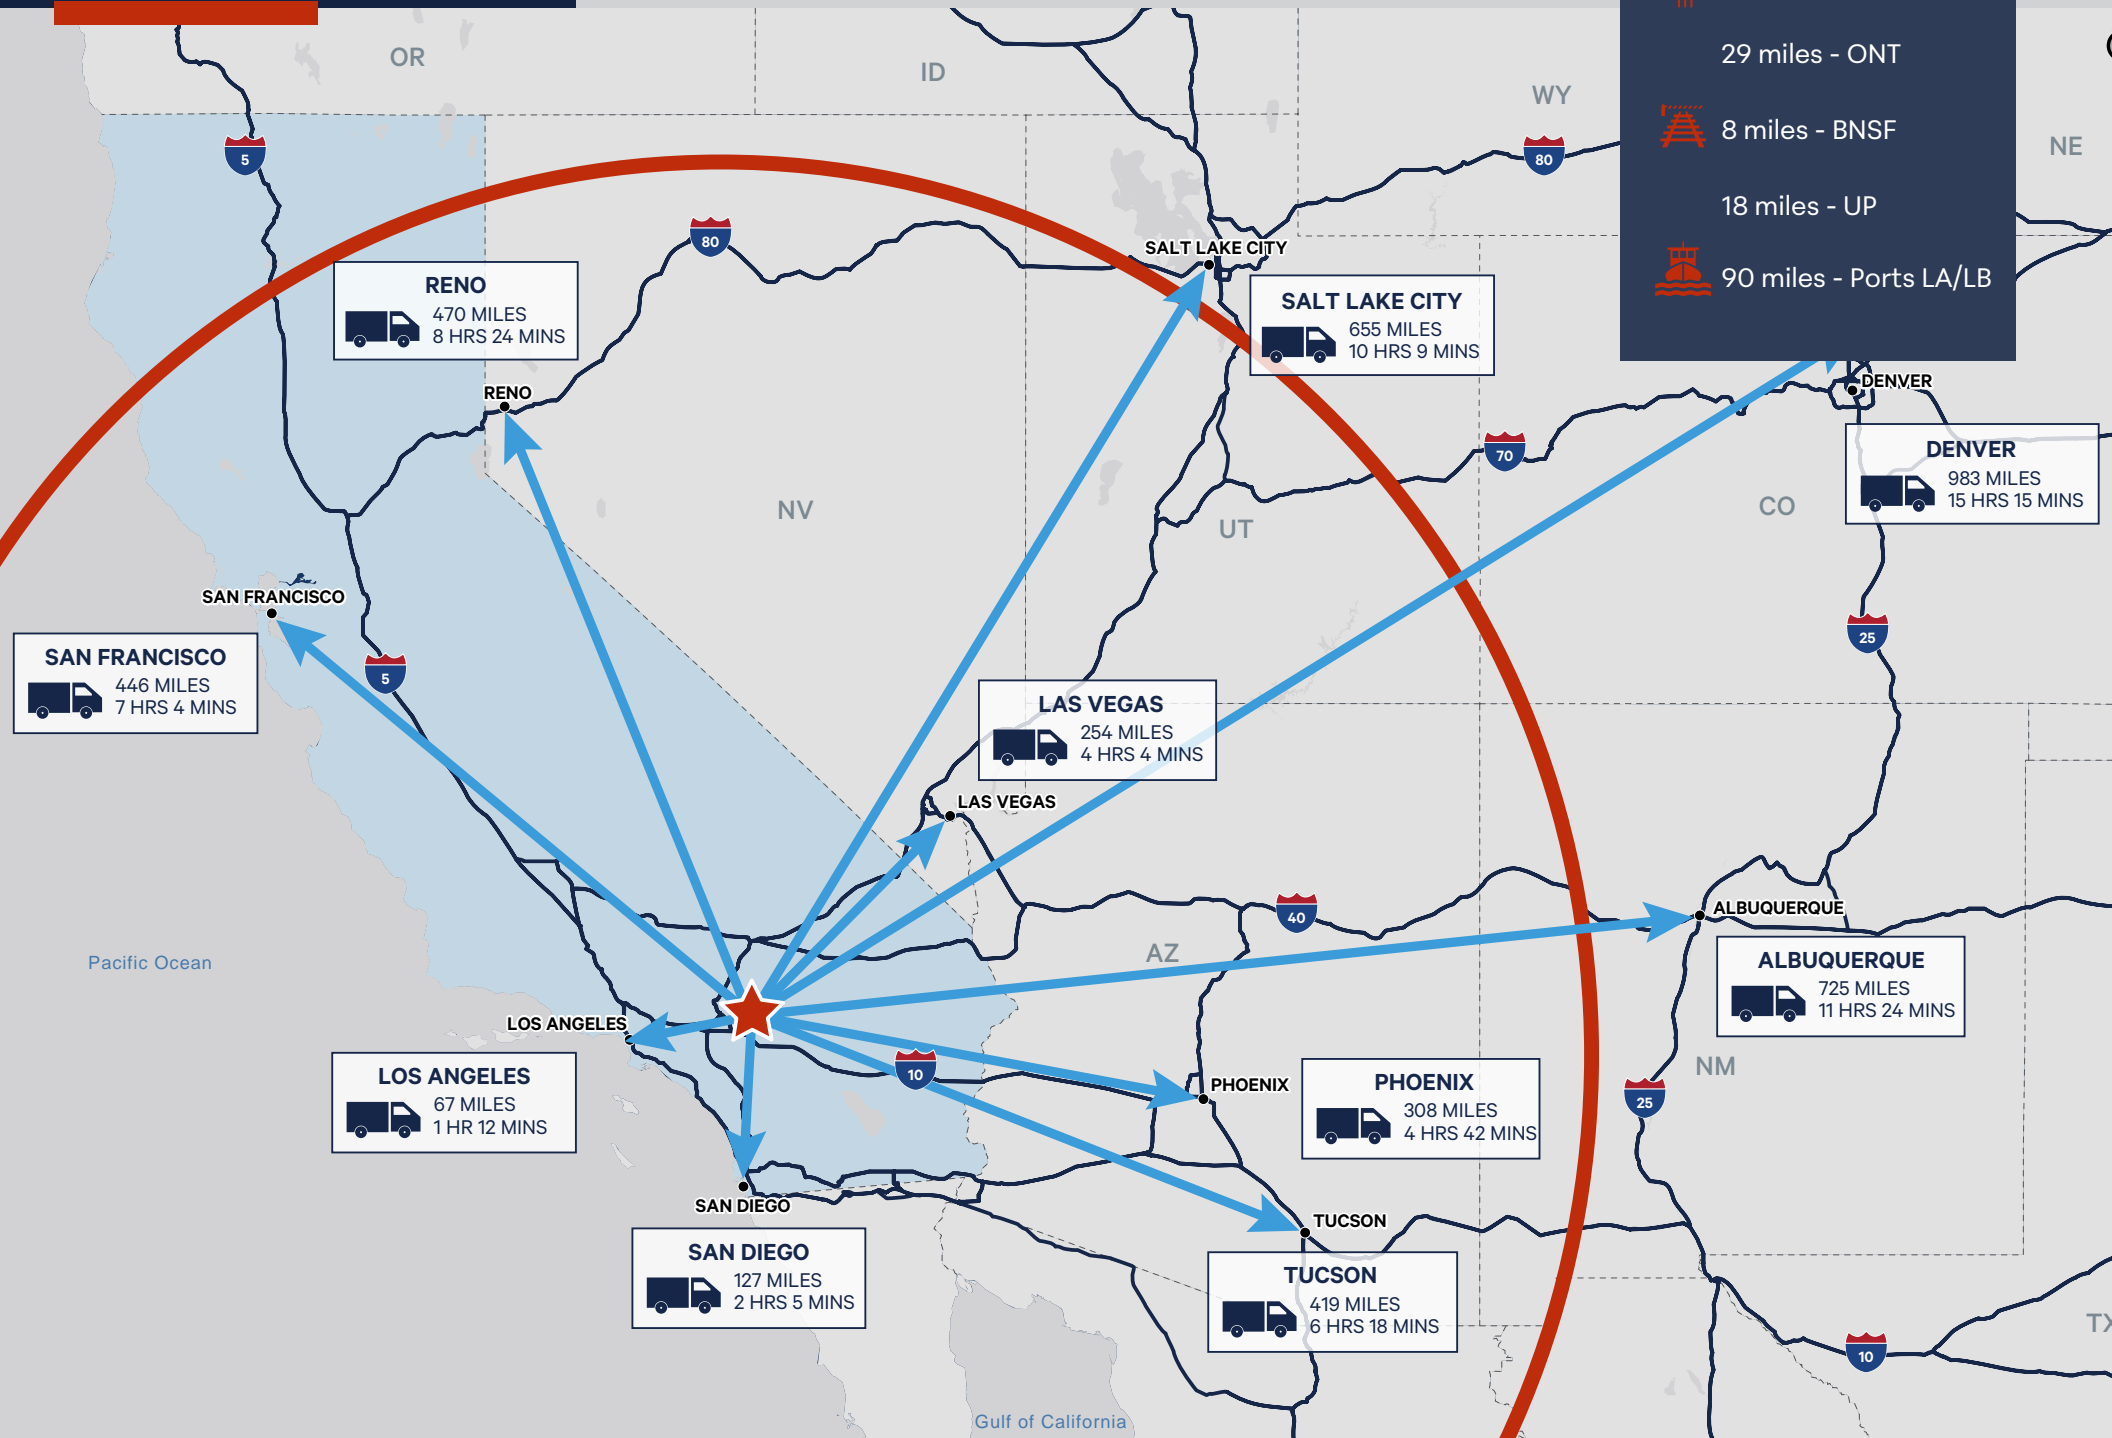 OR
ID
WY
NE
29 miles - ONT
8 miles - BNSF
18 miles - UP
90 miles - Ports LA/LB
5
80
80
SALT LAKE CITY
SALT LAKE CITY
655 MILES
10 HRS 9 MINS
RENO
470 MILES
8 HRS 24 MINS
RENO
DENVER
DENVER
983 MILES
15 HRS 15 MINS
70
NV
UT
CO
SAN FRANCISCO
SAN FRANCISCO
446 MILES
7 HRS 4 MINS
5
25
LAS VEGAS
254 MILES
4 HRS 4 MINS
LAS VEGAS
40
ALBUQUERQUE
ALBUQUERQUE
725 MILES
11 HRS 24 MINS
AZ
Pacific Ocean
LOS ANGELES
LOS ANGELES
67 MILES
1 HR 12 MINS
10
PHOENIX
PHOENIX
308 MILES
4 HRS 42 MINS
NM
25
SAN DIEGO
SAN DIEGO
127 MILES
2 HRS 5 MINS
TUCSON
TUCSON
419 MILES
6 HRS 18 MINS
TX
10
Gulf of California